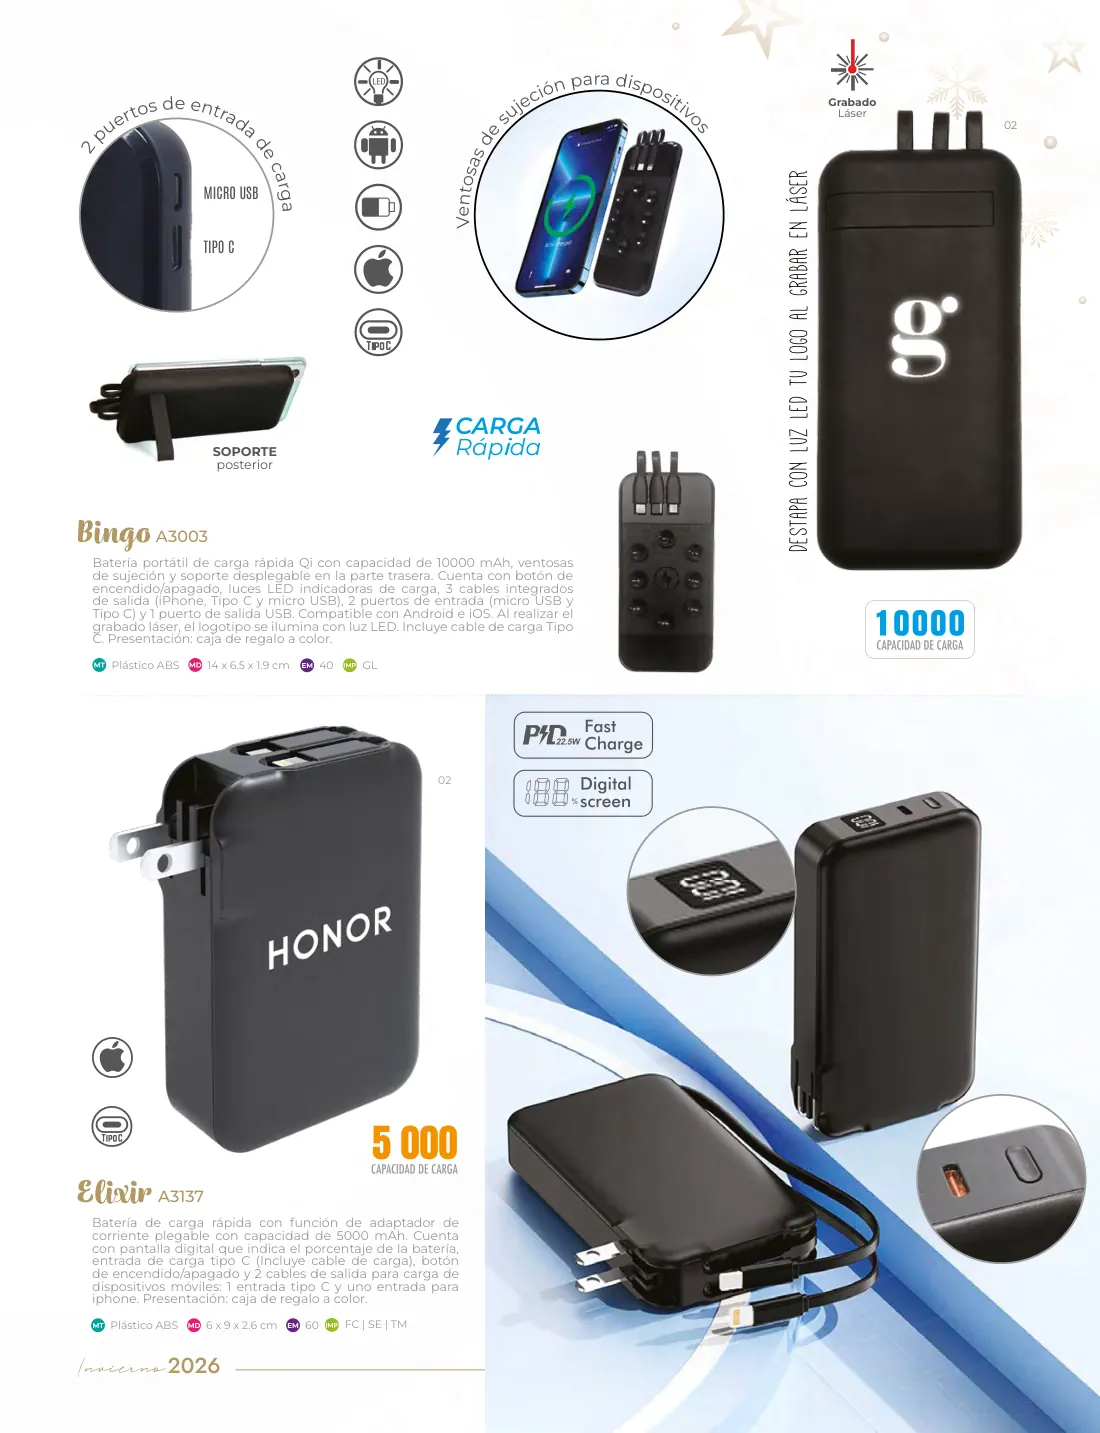 2 puertos de entrada de carga
MICRO USB
TIPO C
LED
TIPO C
Ventosas de sujeción para dispositivos
Grabado
Láser
02
DESTAPA CON LUZ LED TU LOGO AL GRABAR EN LÁSER
g
SOPORTE
posterior
CARGA
Rápida
Bingo A3003
Batería portátil de carga rápida Qi con capacidad de 10000 mAh, ventosas
de sujeción y soporte desplegable en la parte trasera. Cuenta con botón de
encendido/apagado, luces LED indicadoras de carga, 3 cables integrados
de salida (iPhone, Tipo C y micro USB), 2 puertos de entrada (micro USB y
Tipo C) y 1 puerto de salida USB. Compatible con Android e iOS. Al realizar el
grabado láser, el logotipo se ilumina con luz LED. Incluye cable de carga Tipo
C. Presentación: caja de regalo a color.
MT Plástico ABS MD 14 x 6.5 x 1.9 cm EM 40 IMP GL
10000
CAPACIDAD DE CARGA
PD 22.5W Fast
Charge
188 % Digital
screen
02
HONOR
TIPO C
5 000
CAPACIDAD DE CARGA
Elixir A3137
Batería de carga rápida con función de adaptador de
corriente plegable con capacidad de 5000 mAh. Cuenta
con pantalla digital que indica el porcentaje de la batería,
entrada de carga tipo C (Incluye cable de carga), botón
de encendido/apagado y 2 cables de salida para carga de
dispositivos móviles: 1 entrada tipo C y uno entrada para
iphone. Presentación: caja de regalo a color.
MT Plástico ABS MD 6 x 9 x 2.6 cm EM 60 IMP FC | SE | TM
Invierno 2026